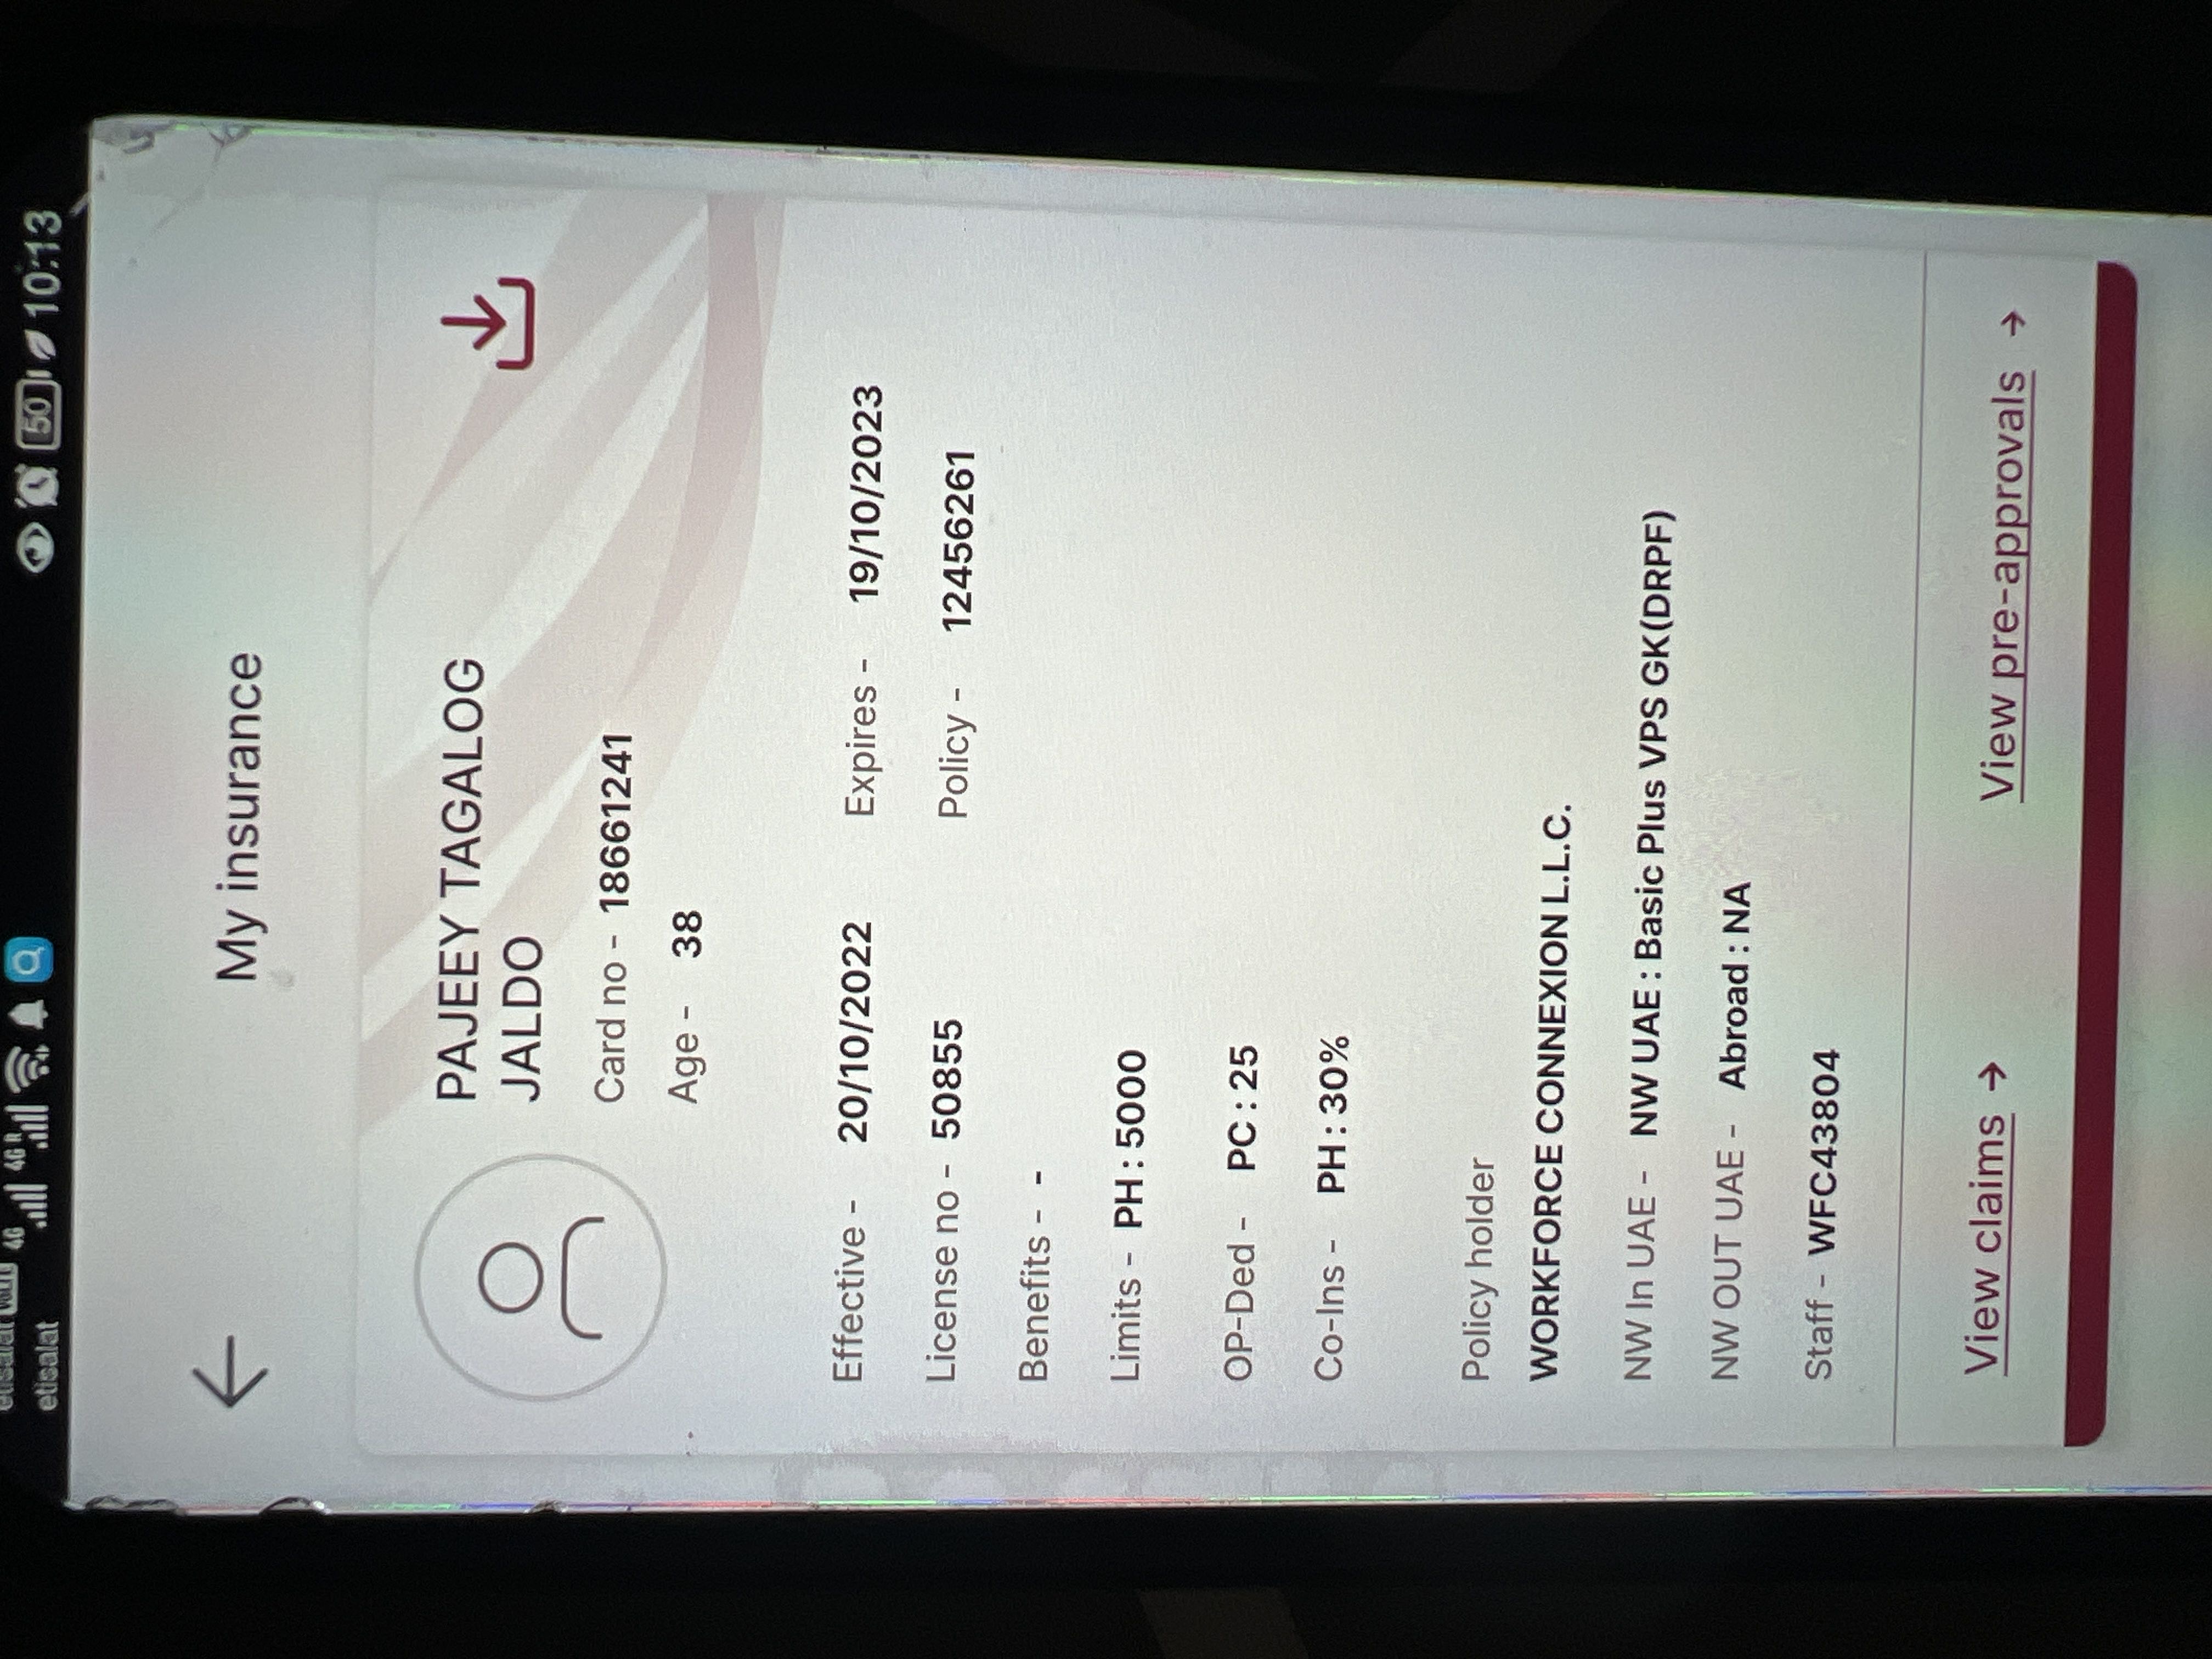 etisalat VoLTE 4G 4G R
etisalat
50 10:13
My insurance
PAJEEY TAGALOG
JALDO
Card no - 18661241
Age - 38
Effective - 20/10/2022 Expires - 19/10/2023
License no - 50855 Policy - 12456261
Benefits - -
Limits - PH : 5000
OP-Ded - PC : 25
Co-Ins - PH : 30%
Policy holder
WORKFORCE CONNEXION L.L.C.
NW In UAE - NW UAE : Basic Plus VPS GK(DRPF)
NW OUT UAE - Abroad : NA
Staff - WFC43804
View claims → View pre-approvals →